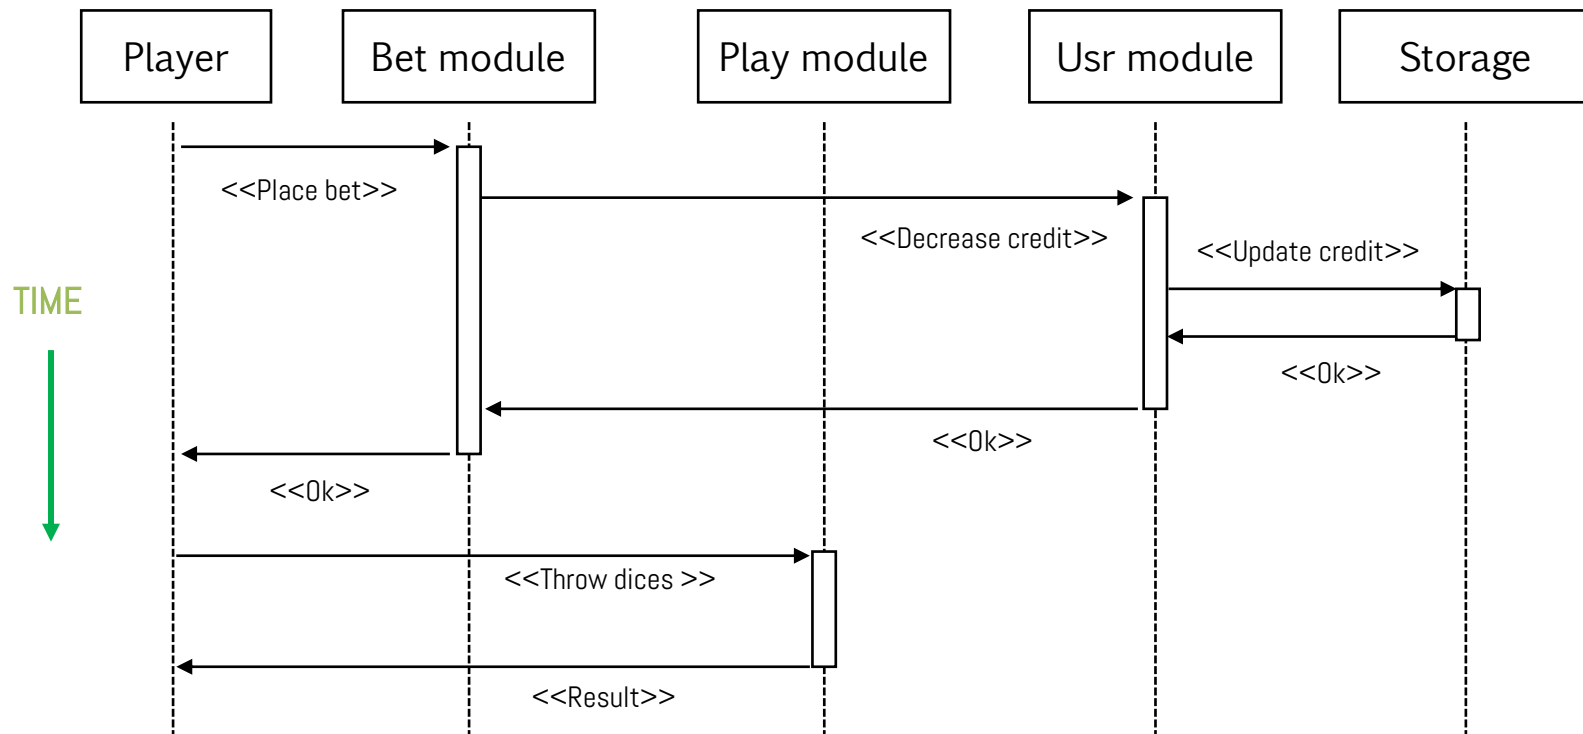 Player
Bet module
Play module
Usr module
Storage
<<Place bet>>
<<Decrease credit>>
<<Update credit>>
TIME
<<Ok>>
<<Ok>>
<<Ok>>
<<Throw dices >>
<<Result>>